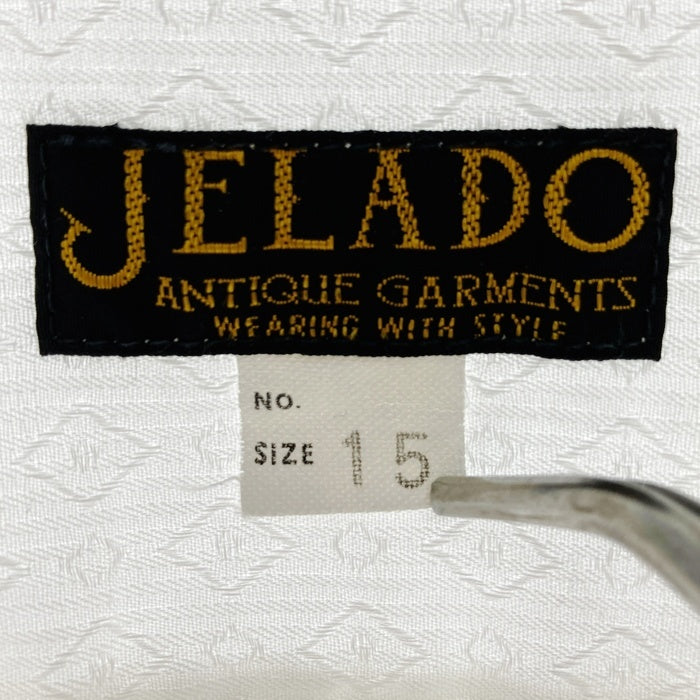 JELADO
ANTIQUE GARMENTS
WEARING WITH STYLE
NO.
SIZE 15